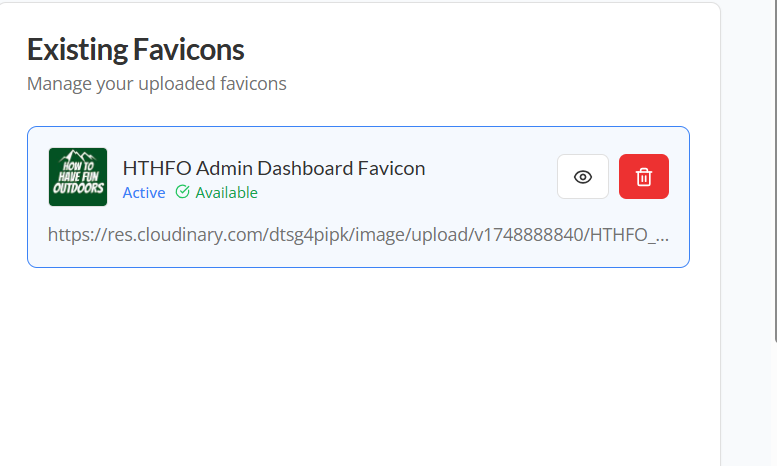 Existing Favicons
Manage your uploaded favicons
HOW TO
HAVE FUN
OUTDOORS
HTHFO Admin Dashboard Favicon
Active Available
https://res.cloudinary.com/dtsg4pipk/image/upload/v1748888840/HTHFO_...